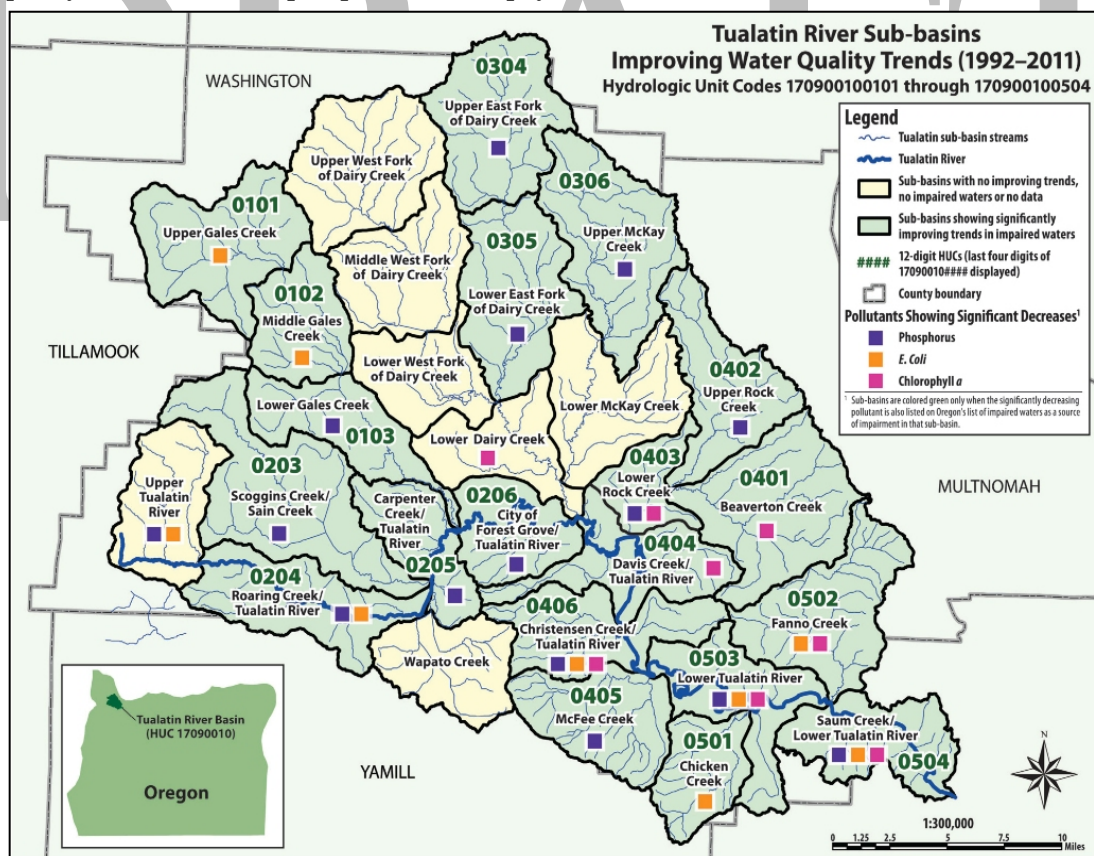 Tualatin River Sub-basins
Improving Water Quality Trends (1992–2011)
Hydrologic Unit Codes 170900100101 through 170900100504
Legend
Tualatin sub-basin streams
Tualatin River
Sub-basins with no improving trends,
no impaired waters or no data
Sub-basins showing significantly
improving trends in impaired waters
####
12-digit HUCs (last four digits of
17090010#### displayed)
County boundary
Pollutants Showing Significant Decreases¹
Phosphorus
E. Coli
Chlorophyll a
¹ Sub-basins are colored green only when the significantly decreasing
pollutant is also listed on Oregon's list of impaired waters as a source
of impairment in that sub-basin.
WASHINGTON
0304
Upper East Fork
of Dairy Creek
Upper West Fork
of Dairy Creek
0306
Upper McKay
Creek
0101
Upper Gales Creek
0305
Lower East Fork
of Dairy Creek
Middle West Fork
of Dairy Creek
0102
Middle Gales
Creek
TILLAMOOK
Lower West Fork
of Dairy Creek
0402
Upper Rock
Creek
Lower Gales Creek
0103
Lower McKay Creek
Lower Dairy Creek
0403
Lower
Rock Creek
0401
Beaverton Creek
MULTNOMAH
0203
Scoggins Creek/
Sain Creek
Upper
Tualatin
River
Carpenter
Creek/
Tualatin
River
0206
City of
Forest Grove/
Tualatin River
0404
Davis Creek/
Tualatin River
0205
0204
Roaring Creek/
Tualatin River
0406
Christensen Creek/
Tualatin River
0502
Fanno Creek
Wapato Creek
0503
Lower Tualatin River
0405
McFee Creek
Saum Creek/
Lower Tualatin River
0504
0501
Chicken
Creek
YAMILL
Tualatin River Basin
(HUC 17090010)
Oregon
N
1:300,000
0 1.25 2.5 5 7.5 10
Miles